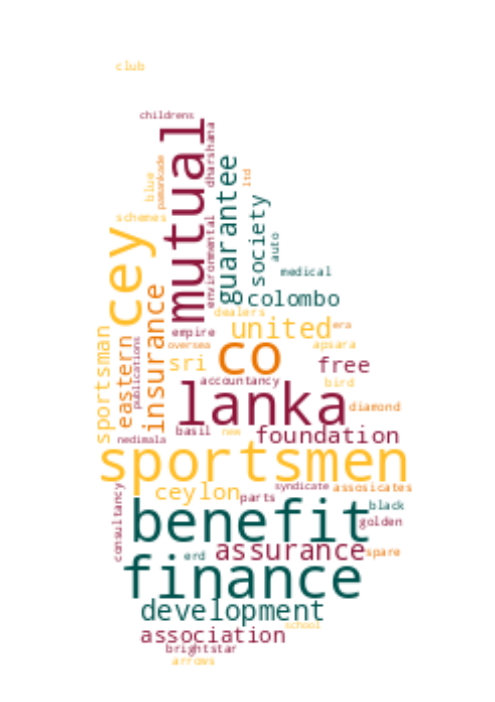 club
childrens
mutual
dharshana
pamankade
blue
ltd
guarantee
society
schemes
environmental
cey
auto
medical
colombo
insurance
dealers
united
era
empire
sportsman
eastern
publications
oversea
co
apsara
sri
free
accountancy
bird
lanka
diamond
basil
new
foundation
nedimala
sportsmen
consultancy
ceylon
syndicate
assosicates
parts
benefit
black
golden
assurance
erd
spare
finance
development
school
association
brightstar
arrows